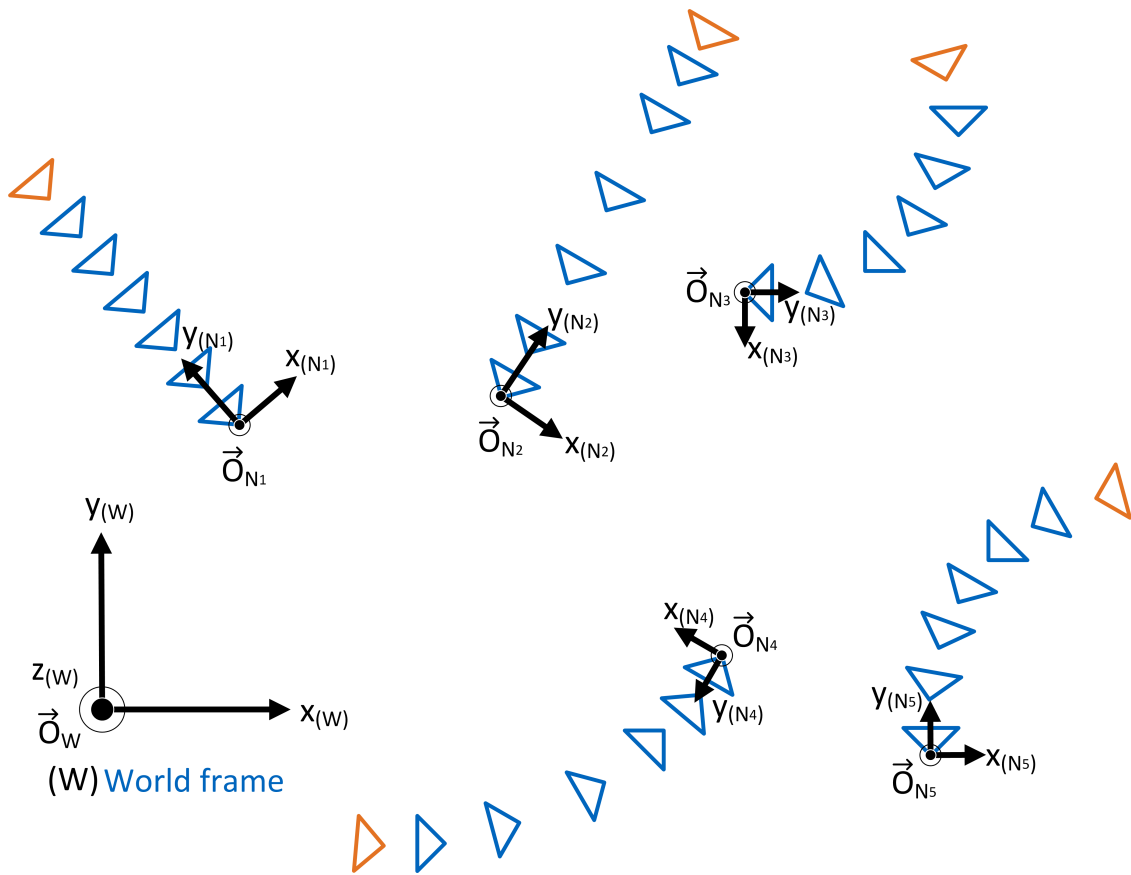 y(N1)
x(N1)
O⃗N1
y(N2)
x(N2)
O⃗N2
O⃗N3
y(N3)
x(N3)
y(W)
z(W)
O⃗W
x(W)
(W) World frame
x(N4)
O⃗N4
y(N4)
y(N5)
x(N5)
O⃗N5